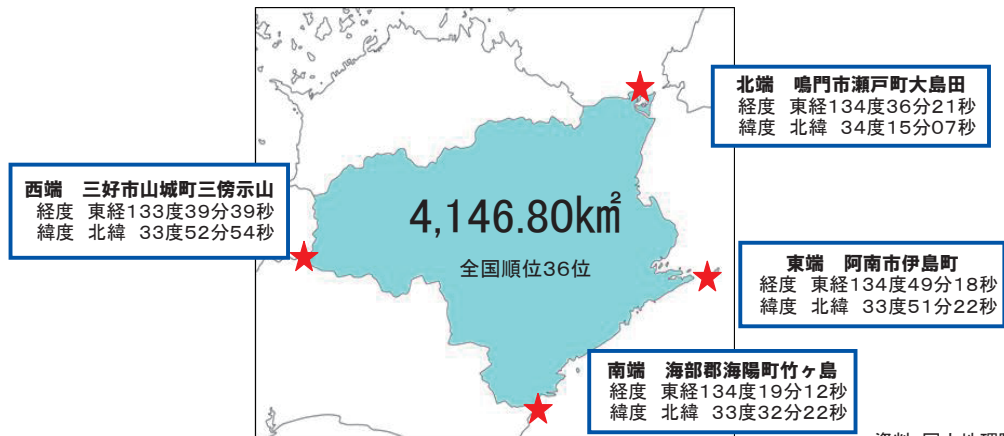 北端　鳴門市瀬戸町大島田
経度　東経134度36分21秒
緯度　北緯　34度15分07秒
西端　三好市山城町三傍示山
経度　東経133度39分39秒
緯度　北緯　33度52分54秒
4,146.80km²
全国順位36位
東端　阿南市伊島町
経度　東経134度49分18秒
緯度　北緯　33度51分22秒
南端　海部郡海陽町竹ヶ島
経度　東経134度19分12秒
緯度　北緯　33度32分22秒